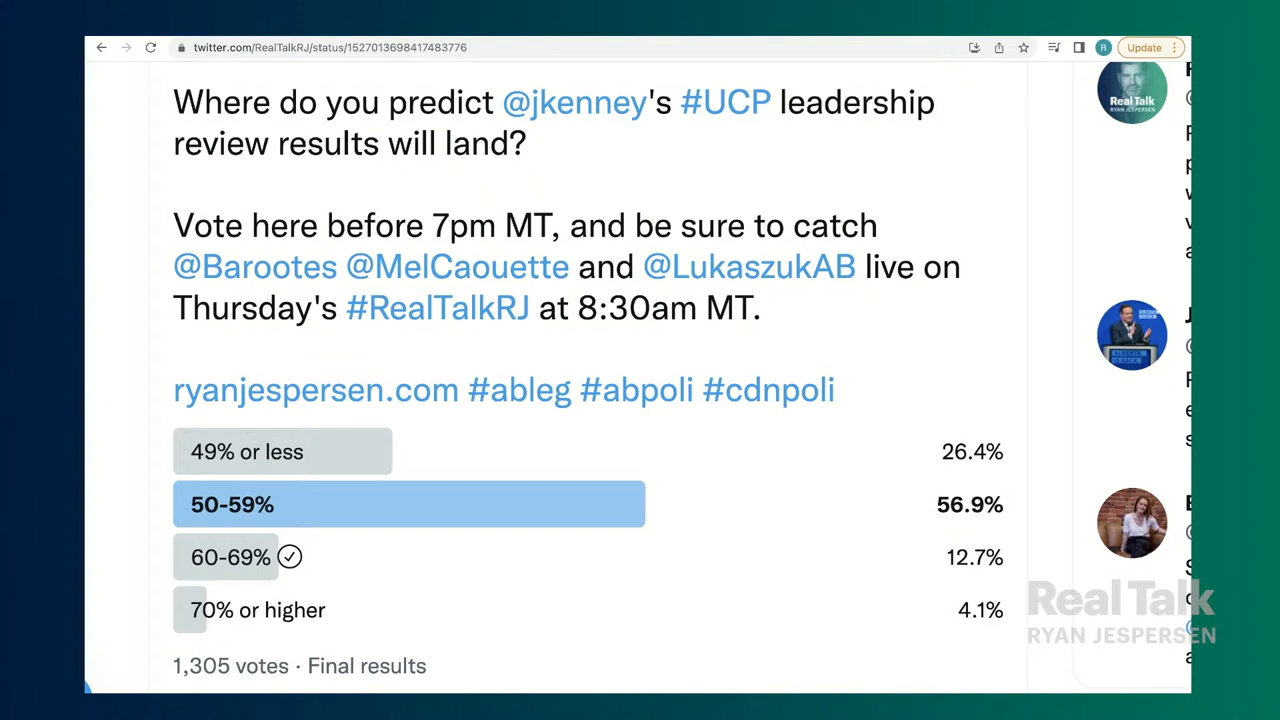 twitter.com/RealTalkRJ/status/1527013698417483776
R
Update
Where do you predict @jkenney's #UCP leadership
review results will land?
Vote here before 7pm MT, and be sure to catch
@Barootes @MelCaouette and @LukaszukAB live on
Thursday's #RealTalkRJ at 8:30am MT.
ryanjespersen.com #ableg #abpoli #cdnpoli
49% or less 26.4%
50-59% 56.9%
60-69% 12.7%
70% or higher 4.1%
1,305 votes · Final results
Real Talk
RYAN JESPERSEN
Real Talk
RYAN JESPERSEN